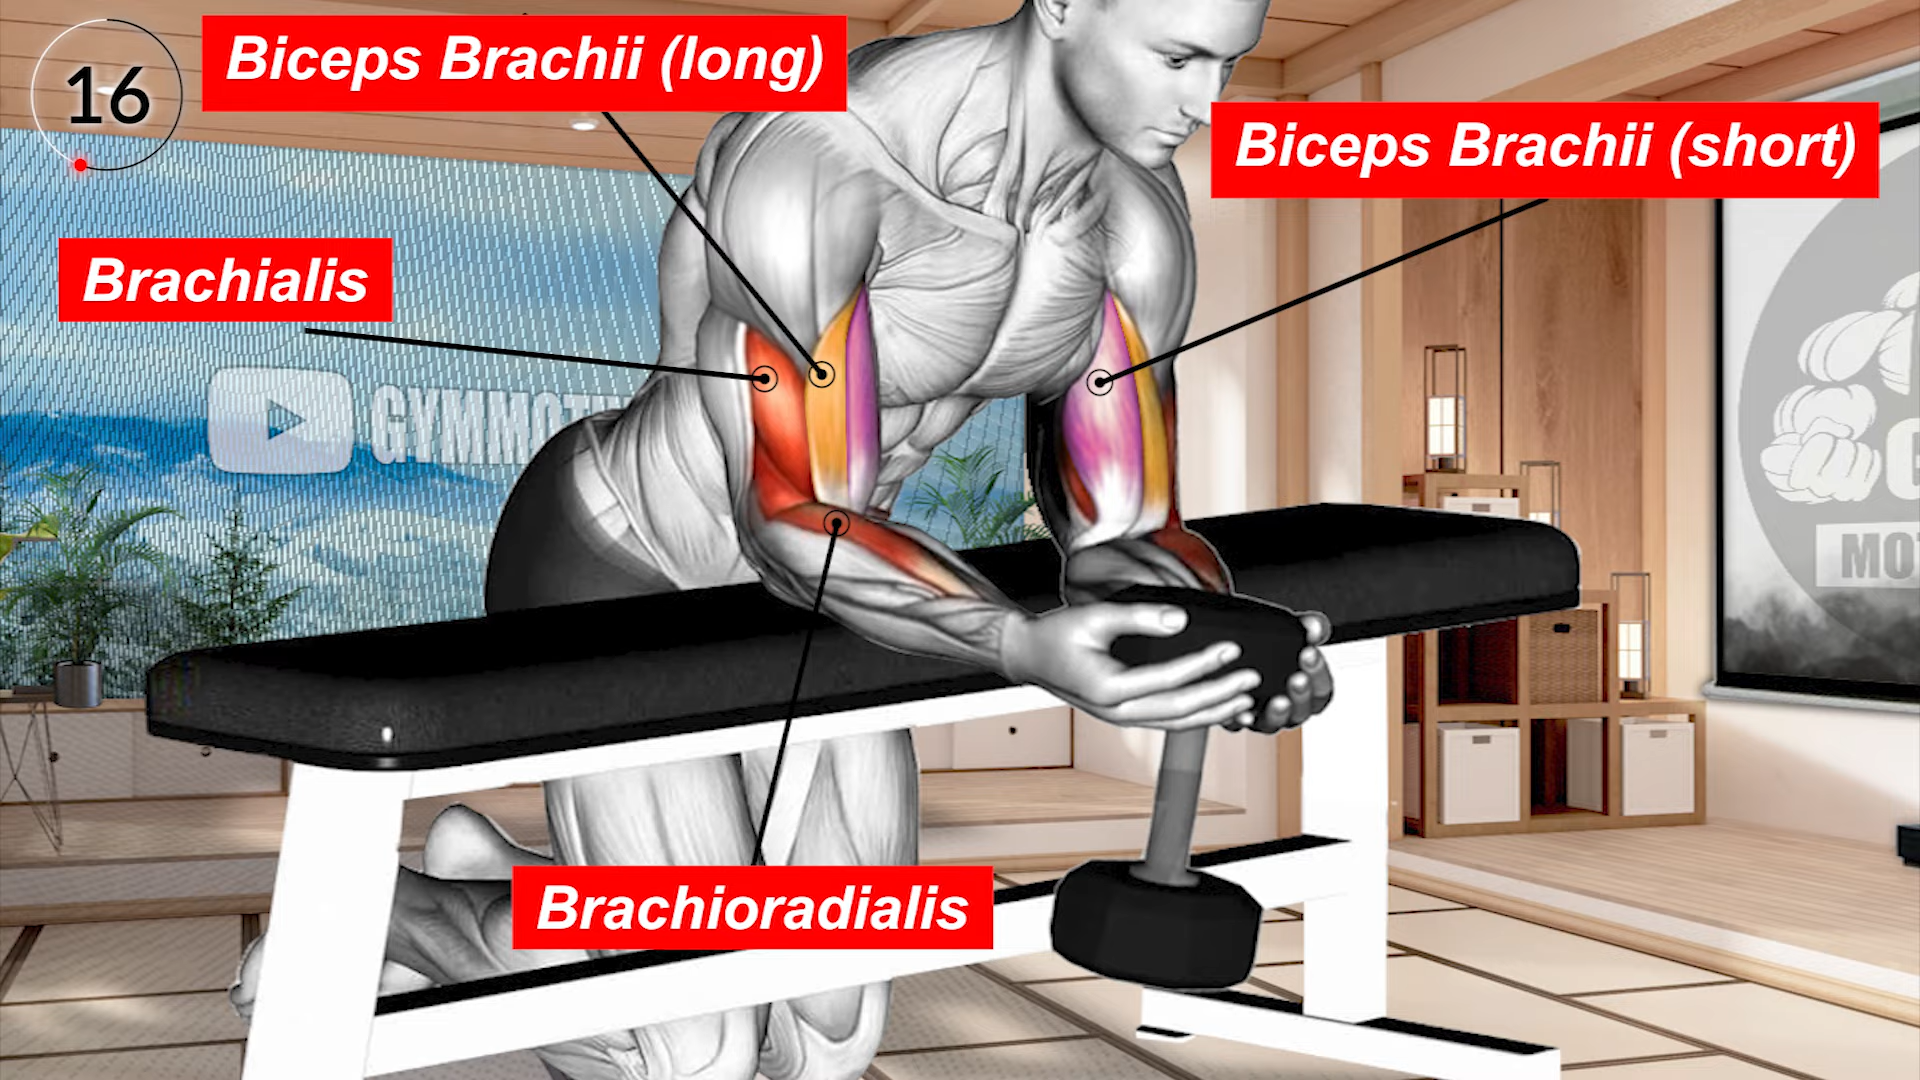 16
Biceps Brachii (long)
Biceps Brachii (short)
Brachialis
Brachioradialis